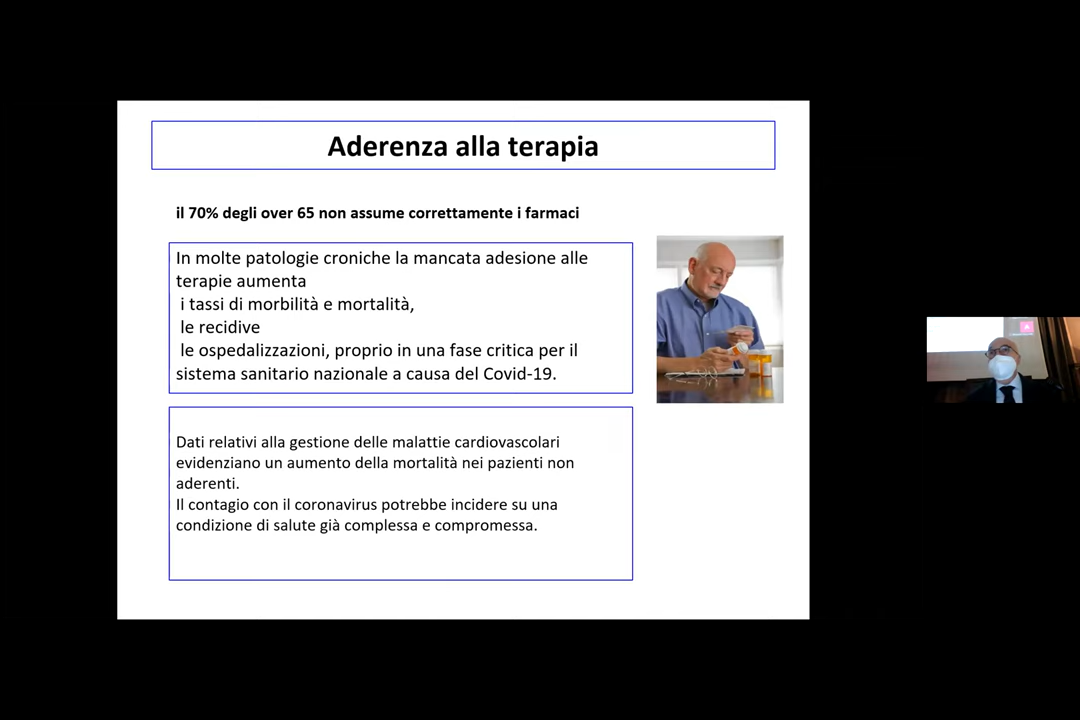 Aderenza alla terapia
il 70% degli over 65 non assume correttamente i farmaci
In molte patologie croniche la mancata adesione alle
terapie aumenta
i tassi di morbilità e mortalità,
le recidive
le ospedalizzazioni, proprio in una fase critica per il
sistema sanitario nazionale a causa del Covid-19.
Dati relativi alla gestione delle malattie cardiovascolari
evidenziano un aumento della mortalità nei pazienti non
aderenti.
Il contagio con il coronavirus potrebbe incidere su una
condizione di salute già complessa e compromessa.